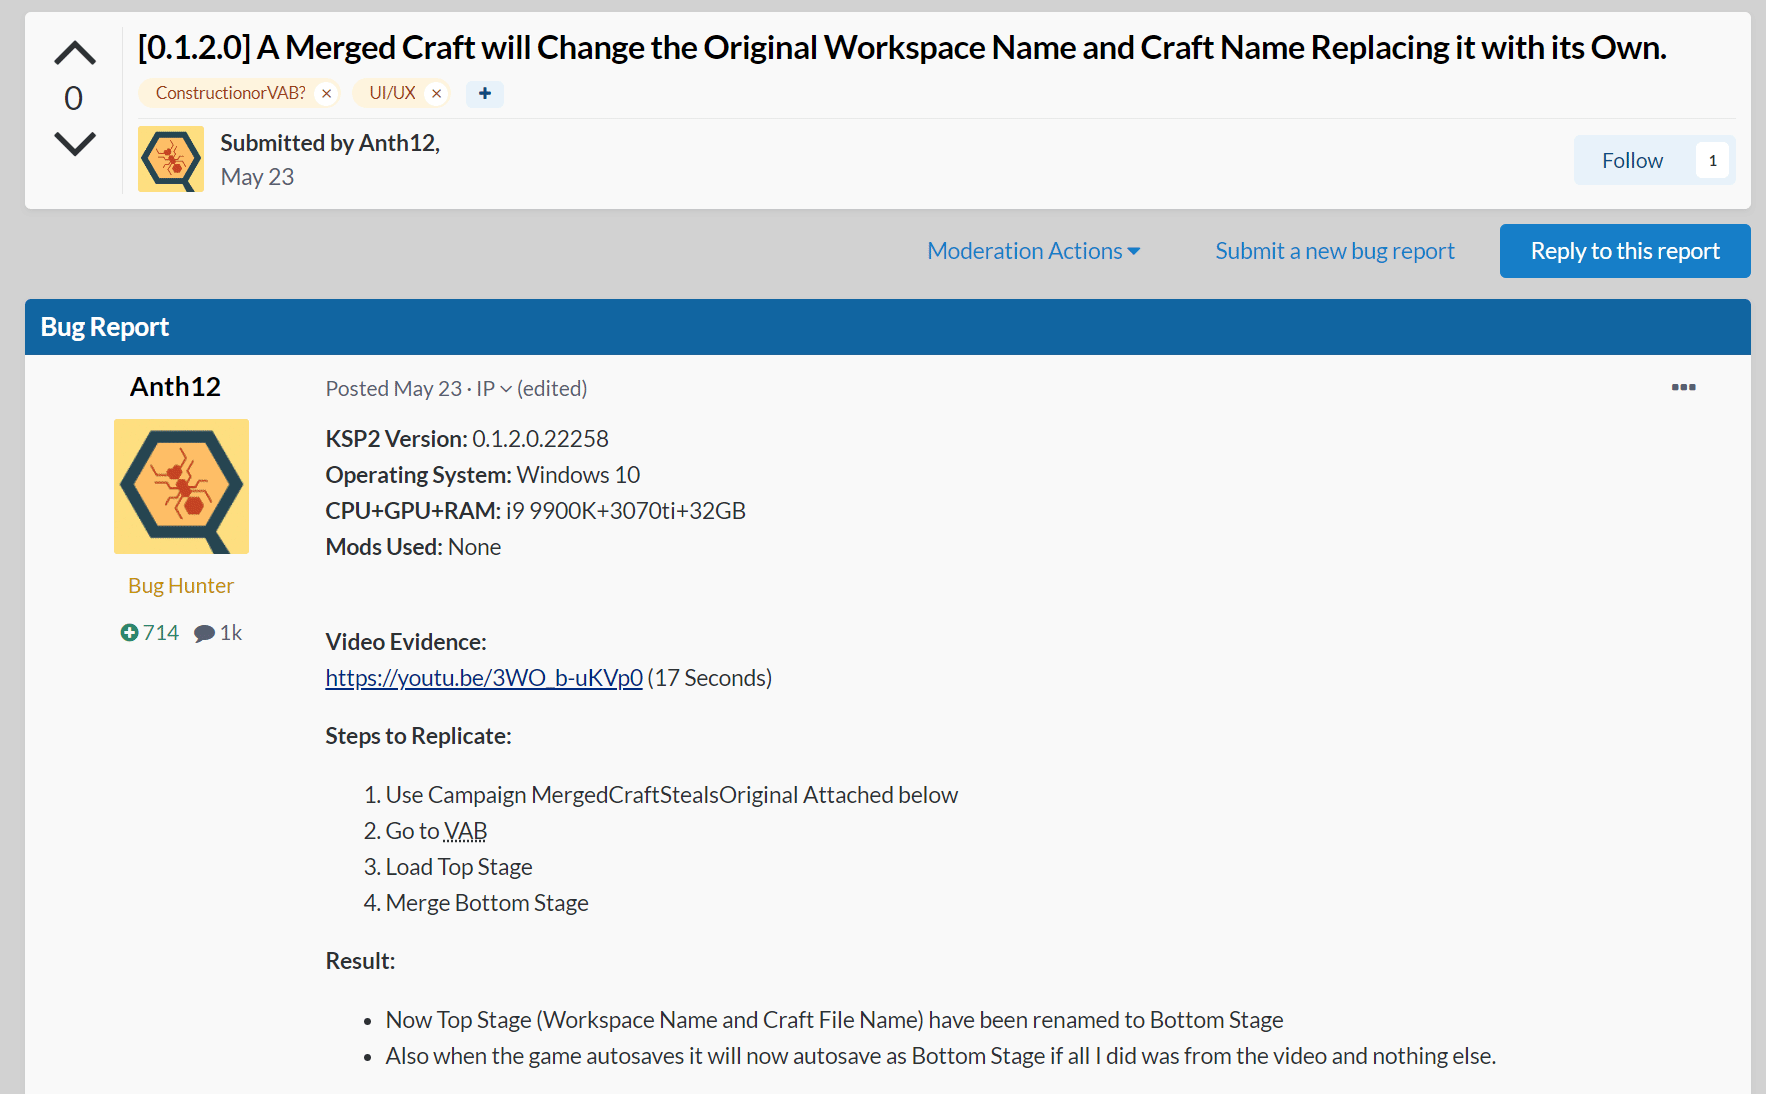 [0.1.2.0] A Merged Craft will Change the Original Workspace Name and Craft Name Replacing it with its Own.
0
ConstructionorVAB? ×
UI/UX ×
Submitted by Anth12,
May 23
Follow 1
Moderation Actions
Submit a new bug report
Reply to this report
Bug Report
Anth12
Posted May 23 · IP (edited)
KSP2 Version: 0.1.2.0.22258
Operating System: Windows 10
CPU+GPU+RAM: i9 9900K+3070ti+32GB
Mods Used: None
Bug Hunter
714 1k
Video Evidence:
https://youtu.be/3WO_b-uKVp0 (17 Seconds)
Steps to Replicate:
1. Use Campaign MergedCraftStealsOriginal Attached below
2. Go to VAB
3. Load Top Stage
4. Merge Bottom Stage
Result:
• Now Top Stage (Workspace Name and Craft File Name) have been renamed to Bottom Stage
• Also when the game autosaves it will now autosave as Bottom Stage if all I did was from the video and nothing else.